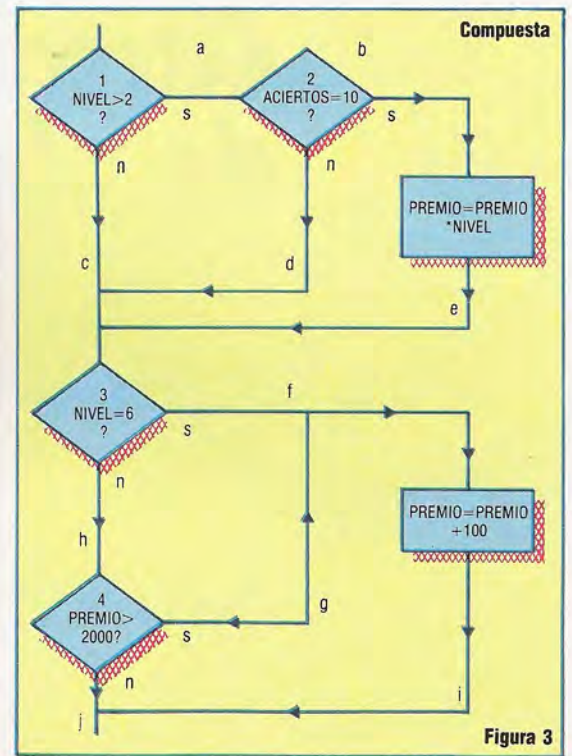 Compuesta
a
b
1
NIVEL>2
?
s
n
2
ACIERTOS=10
?
s
n
PREMIO=PREMIO
*NIVEL
c
d
e
3
NIVEL=6
?
s
n
f
PREMIO=PREMIO
+100
h
g
4
PREMIO>
2000?
s
n
i
j
Figura 3